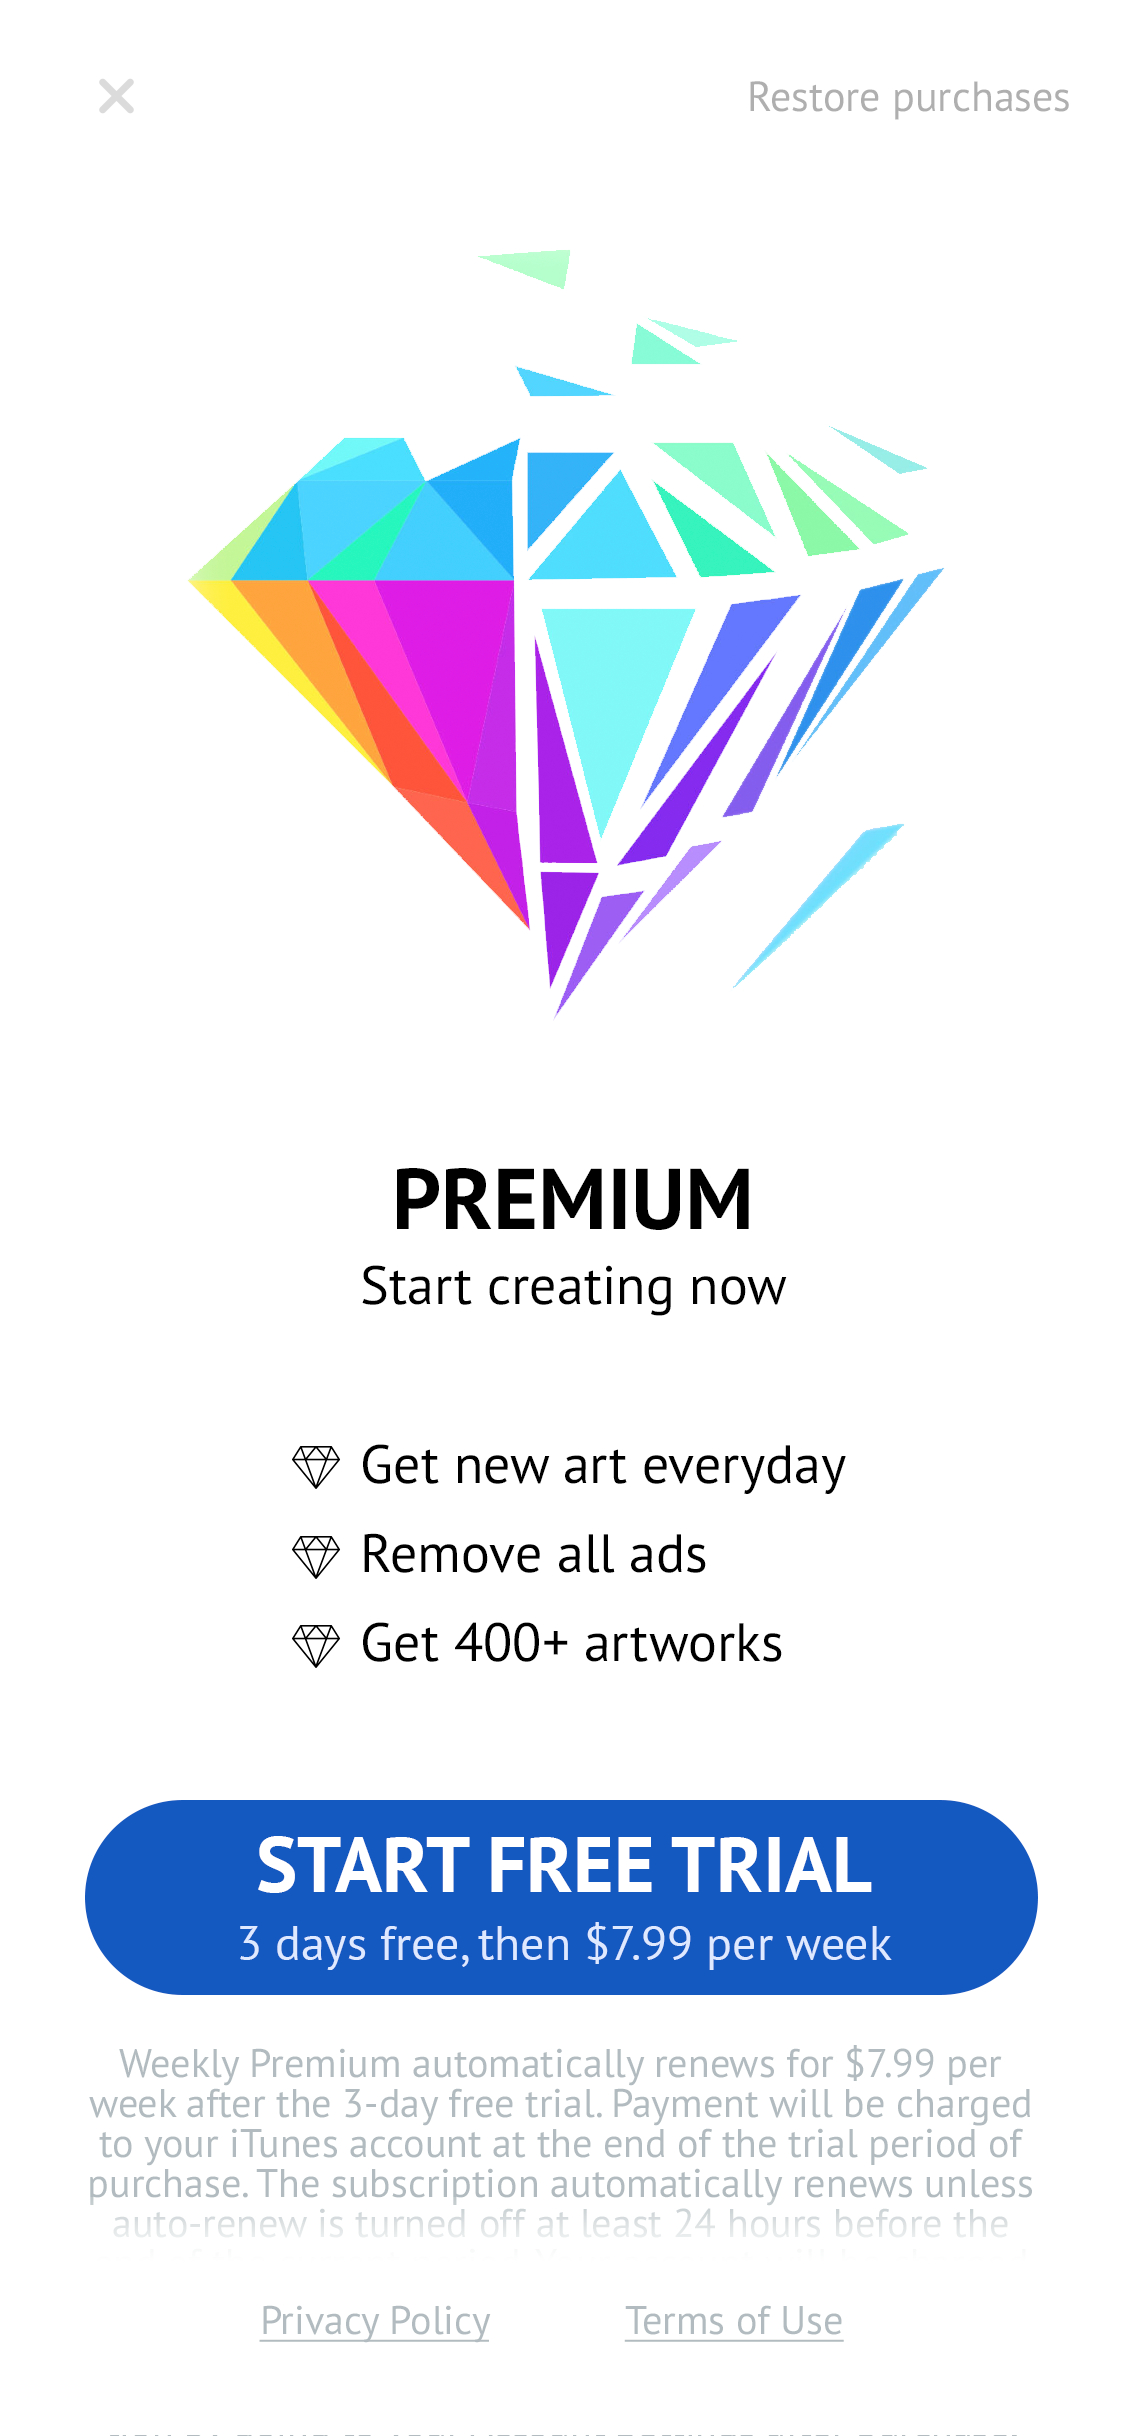 Restore purchases
PREMIUM
Start creating now
Get new art everyday
Remove all ads
Get 400+ artworks
START FREE TRIAL
3 days free, then $7.99 per week
Weekly Premium automatically renews for $7.99 per
week after the 3-day free trial. Payment will be charged
to your iTunes account at the end of the trial period of
purchase. The subscription automatically renews unless
auto-renew is turned off at least 24 hours before the
Privacy Policy
Terms of Use